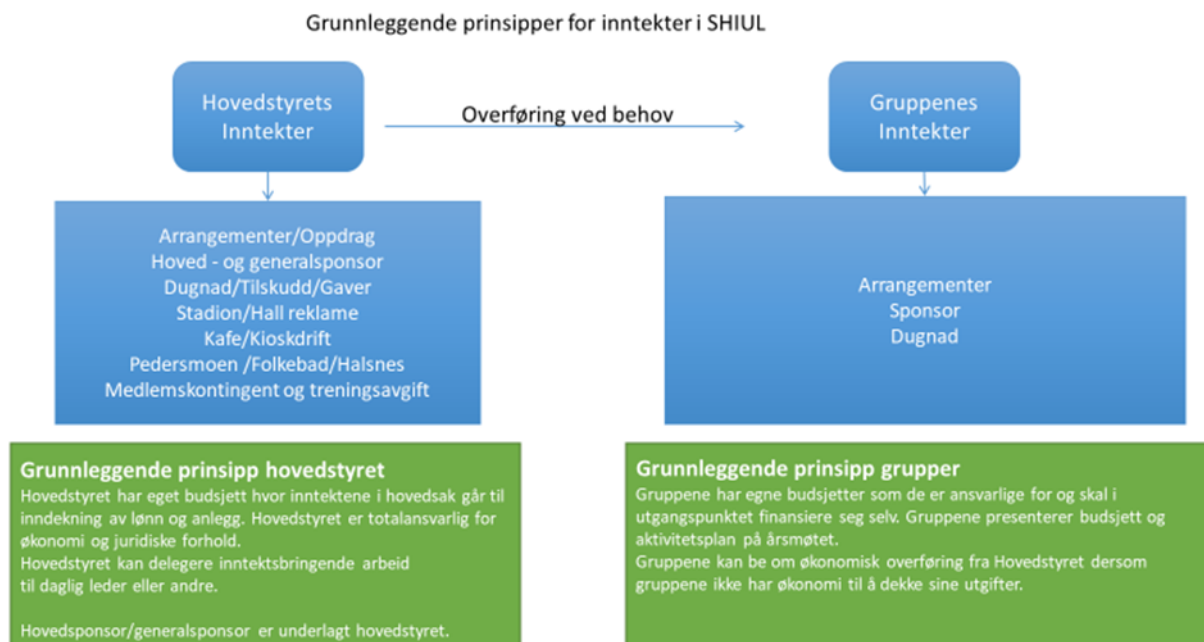 Grunnleggende prinsipper for inntekter i SHIUL
Hovedstyrets
Inntekter
Overføring ved behov
Gruppenes
Inntekter
Arrangementer/Oppdrag
Hoved - og generalsponsor
Dugnad/Tilskudd/Gaver
Stadion/Hall reklame
Kafe/Kioskdrift
Pedersmoen /Folkebad/Halsnes
Medlemskontingent og treningsavgift
Arrangementer
Sponsor
Dugnad
Grunnleggende prinsipp hovedstyret
Hovedstyret har eget budsjett hvor inntektene i hovedsak går til
inndekning av lønn og anlegg. Hovedstyret er totalansvarlig for
økonomi og juridiske forhold.
Hovedstyret kan delegere inntektsbringende arbeid
til daglig leder eller andre.
Hovedsponsor/generalsponsor er underlagt hovedstyret.
Grunnleggende prinsipp grupper
Gruppene har egne budsjetter som de er ansvarlige for og skal i
utgangspunktet finansiere seg selv. Gruppene presenterer budsjett og
aktivitetsplan på årsmøtet.
Gruppene kan be om økonomisk overføring fra Hovedstyret dersom
gruppene ikke har økonomi til å dekke sine utgifter.